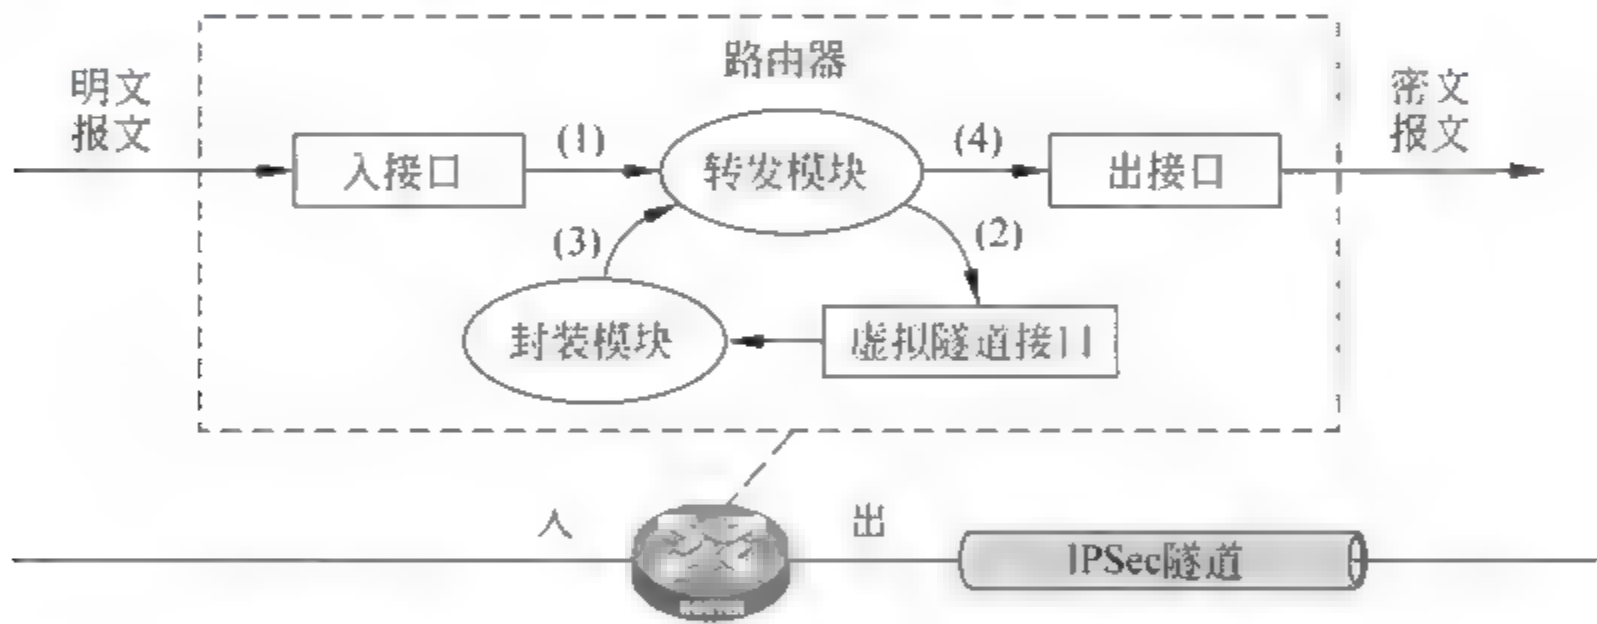 路由器
明文
报文
密文
报文
入接口
(1)
转发模块
(4)
出接口
(3)
(2)
封装模块
虚拟隧道接口
入
出
IPSec隧道